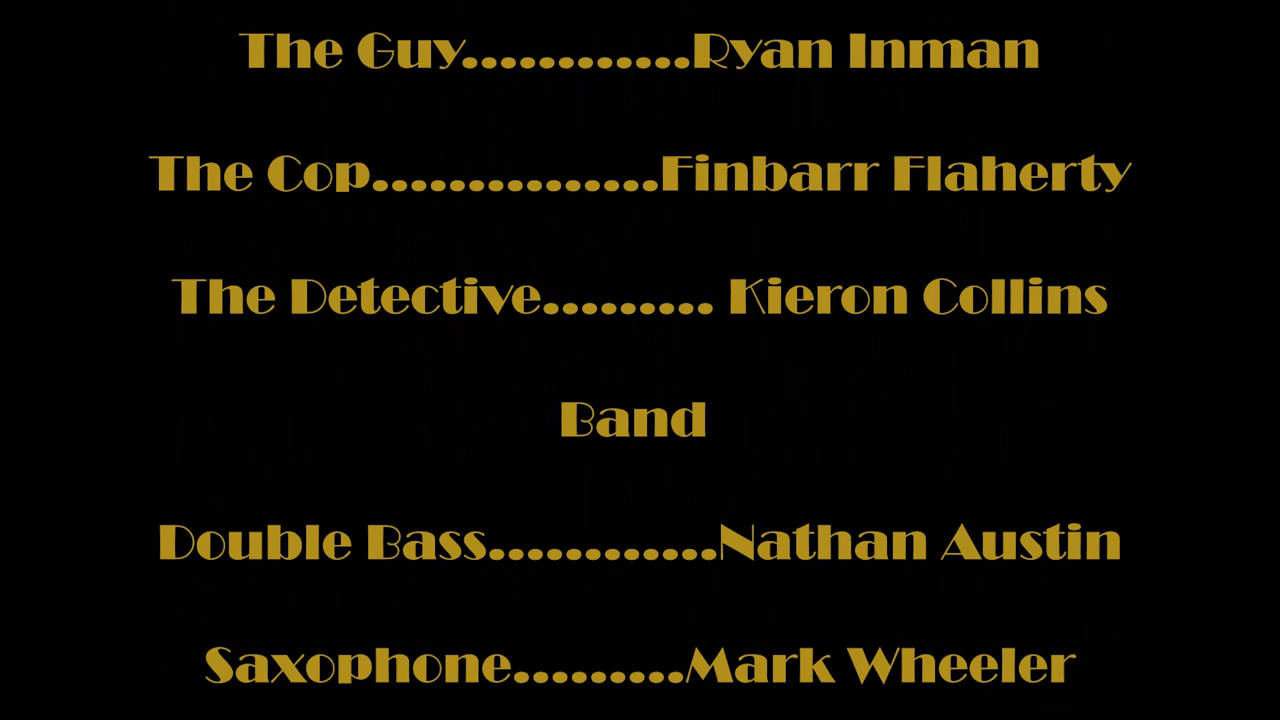 The Guy............Ryan Inman
The Cop...............Finbarr Flaherty
The Detective......... Kieron Collins
Band
Double Bass............Nathan Austin
Saxophone.........Mark Wheeler